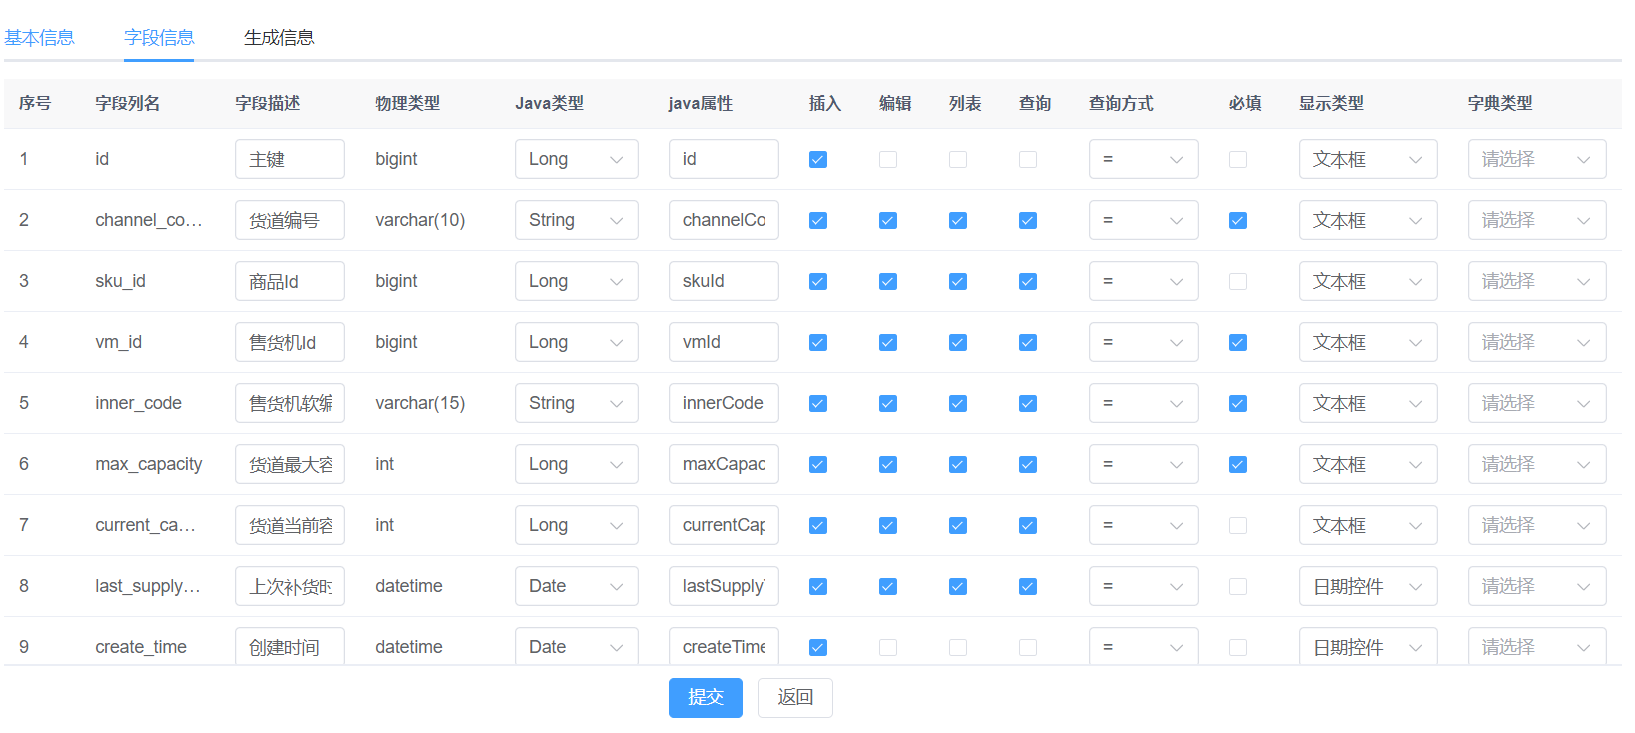 基本信息 字段信息 生成信息
序号 字段列名 字段描述 物理类型 Java类型 java属性 插入 编辑 列表 查询 查询方式 必填 显示类型 字典类型
1 id 主键 bigint Long id = 文本框 请选择
2 channel_co... 货道编号 varchar(10) String channelCo = 文本框 请选择
3 sku_id 商品Id bigint Long skuId = 文本框 请选择
4 vm_id 售货机Id bigint Long vmId = 文本框 请选择
5 inner_code 售货机软编 varchar(15) String innerCode = 文本框 请选择
6 max_capacity 货道最大容 int Long maxCapac = 文本框 请选择
7 current_ca... 货道当前容 int Long currentCap = 文本框 请选择
8 last_supply... 上次补货时 datetime Date lastSupply = 日期控件 请选择
9 create_time 创建时间 datetime Date createTime = 日期控件 请选择
提交 返回